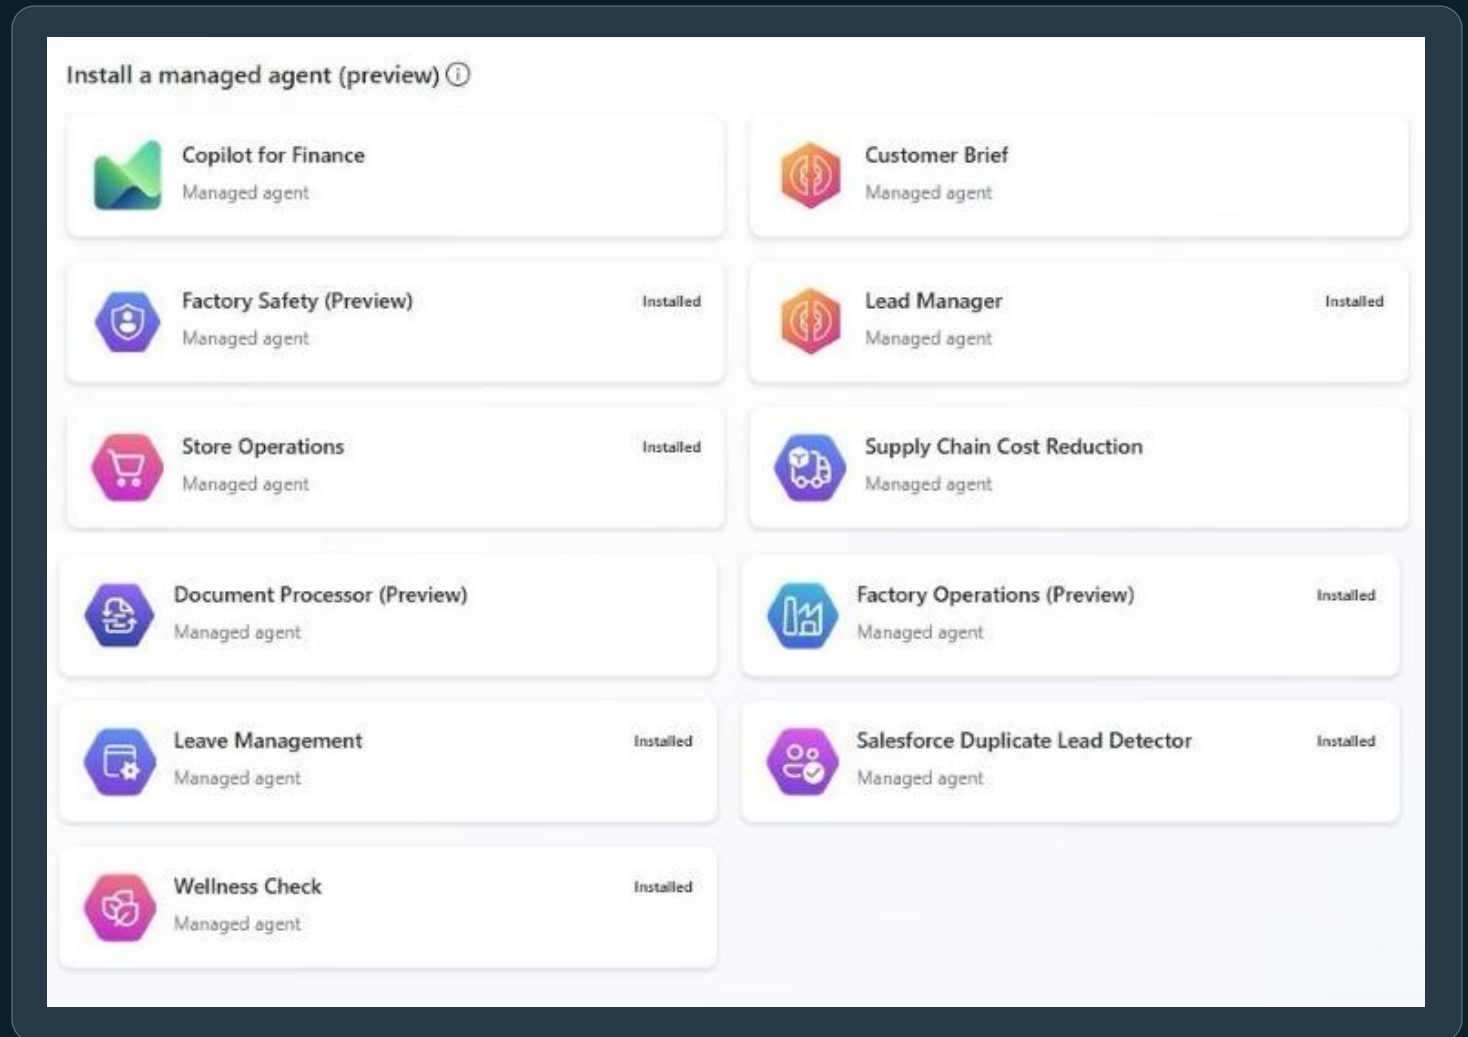 Install a managed agent (preview)
Copilot for Finance
Managed agent
Customer Brief
Managed agent
Factory Safety (Preview)
Installed
Managed agent
Lead Manager
Installed
Managed agent
Store Operations
Installed
Managed agent
Supply Chain Cost Reduction
Managed agent
Document Processor (Preview)
Managed agent
Factory Operations (Preview)
Installed
Managed agent
Leave Management
Installed
Managed agent
Salesforce Duplicate Lead Detector
Installed
Managed agent
Wellness Check
Installed
Managed agent